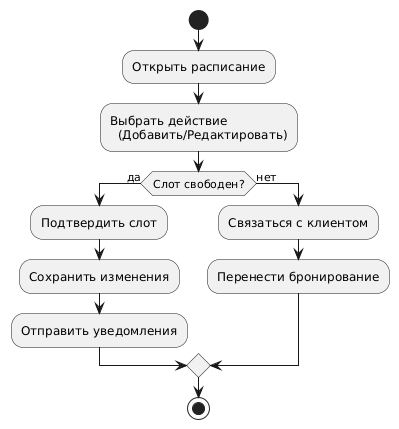 Открыть расписание
Выбрать действие
(Добавить/Редактировать)
да
Слот свободен?
нет
Подтвердить слот
Связаться с клиентом
Сохранить изменения
Перенести бронирование
Отправить уведомления